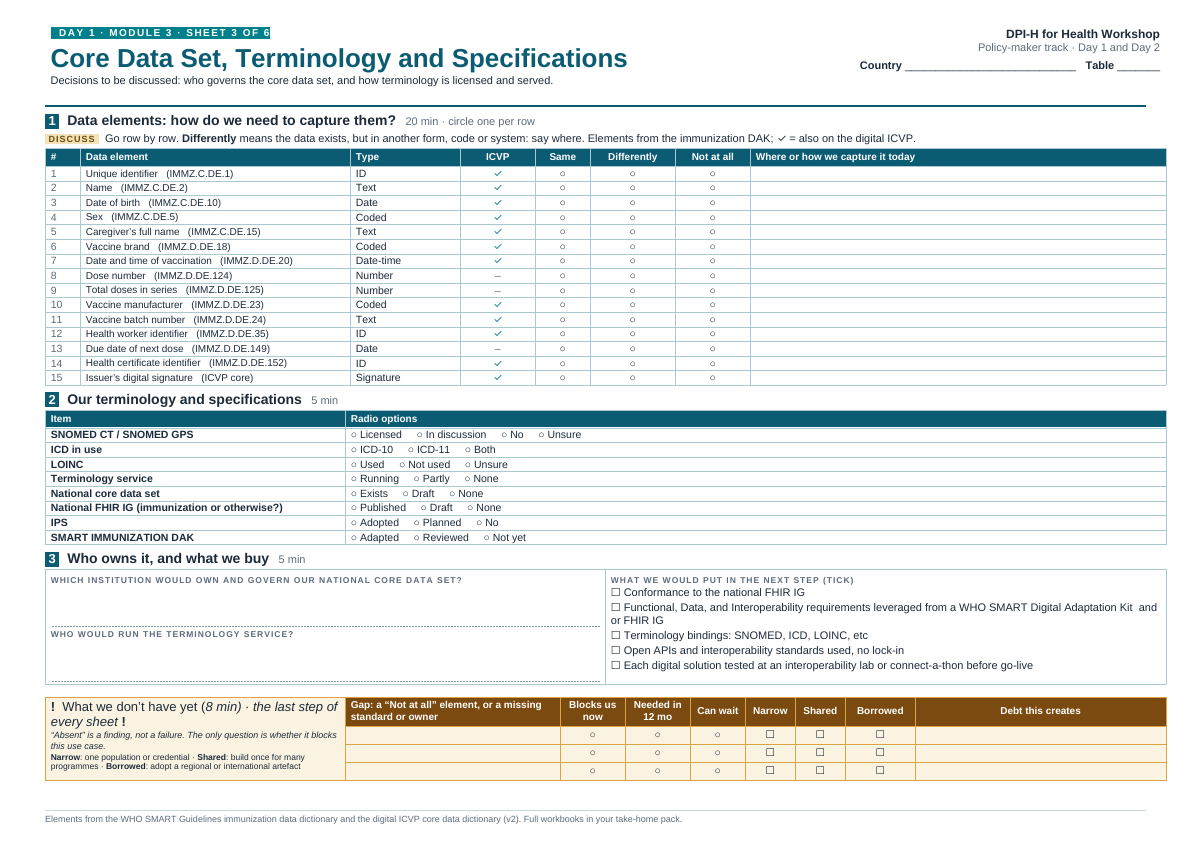 DAY 1 · MODULE 3 · SHEET 3 OF 6
Core Data Set, Terminology and Specifications
Decisions to be discussed: who governs the core data set, and how terminology is licensed and served.
DPI-H for Health Workshop
Policy-maker track · Day 1 and Day 2
Country ____________________________ Table _______
1 Data elements: how do we need to capture them? 20 min · circle one per row
DISCUSS Go row by row. Differently means the data exists, but in another form, code or system: say where. Elements from the immunization DAK; ✓ = also on the digital ICVP.
# Data element Type ICVP Same Differently Not at all Where or how we capture it today
1 Unique identifier (IMMZ.C.DE.1) ID ✓ ○ ○ ○
2 Name (IMMZ.C.DE.2) Text ✓ ○ ○ ○
3 Date of birth (IMMZ.C.DE.10) Date ✓ ○ ○ ○
4 Sex (IMMZ.C.DE.5) Coded ✓ ○ ○ ○
5 Caregiver’s full name (IMMZ.C.DE.15) Text ✓ ○ ○ ○
6 Vaccine brand (IMMZ.D.DE.18) Coded ✓ ○ ○ ○
7 Date and time of vaccination (IMMZ.D.DE.20) Date-time ✓ ○ ○ ○
8 Dose number (IMMZ.D.DE.124) Number – ○ ○ ○
9 Total doses in series (IMMZ.D.DE.125) Number – ○ ○ ○
10 Vaccine manufacturer (IMMZ.D.DE.23) Coded ✓ ○ ○ ○
11 Vaccine batch number (IMMZ.D.DE.24) Text ✓ ○ ○ ○
12 Health worker identifier (IMMZ.D.DE.35) ID ✓ ○ ○ ○
13 Due date of next dose (IMMZ.D.DE.149) Date – ○ ○ ○
14 Health certificate identifier (IMMZ.D.DE.152) ID ✓ ○ ○ ○
15 Issuer’s digital signature (ICVP core) Signature ✓ ○ ○ ○
2 Our terminology and specifications 5 min
Item Radio options
SNOMED CT / SNOMED GPS ○ Licensed ○ In discussion ○ No ○ Unsure
ICD in use ○ ICD-10 ○ ICD-11 ○ Both
LOINC ○ Used ○ Not used ○ Unsure
Terminology service ○ Running ○ Partly ○ None
National core data set ○ Exists ○ Draft ○ None
National FHIR IG (immunization or otherwise?) ○ Published ○ Draft ○ None
IPS ○ Adopted ○ Planned ○ No
SMART IMMUNIZATION DAK ○ Adapted ○ Reviewed ○ Not yet
3 Who owns it, and what we buy 5 min
WHICH INSTITUTION WOULD OWN AND GOVERN OUR NATIONAL CORE DATA SET?
WHO WOULD RUN THE TERMINOLOGY SERVICE?
WHAT WE WOULD PUT IN THE NEXT STEP (TICK)
☐ Conformance to the national FHIR IG
☐ Functional, Data, and Interoperability requirements leveraged from a WHO SMART Digital Adaptation Kit and
or FHIR IG
☐ Terminology bindings: SNOMED, ICD, LOINC, etc
☐ Open APIs and interoperability standards used, no lock-in
☐ Each digital solution tested at an interoperability lab or connect-a-thon before go-live
! What we don’t have yet (8 min) · the last step of
every sheet !
“Absent” is a finding, not a failure. The only question is whether it blocks
this use case.
Narrow: one population or credential · Shared: build once for many
programmes · Borrowed: adopt a regional or international artefact
Gap: a “Not at all” element, or a missing
standard or owner
Blocks us
now
Needed in
12 mo
Can wait Narrow Shared Borrowed Debt this creates
○ ○ ○ ☐ ☐ ☐
○ ○ ○ ☐ ☐ ☐
○ ○ ○ ☐ ☐ ☐
Elements from the WHO SMART Guidelines immunization data dictionary and the digital ICVP core data dictionary (v2). Full workbooks in your take-home pack.